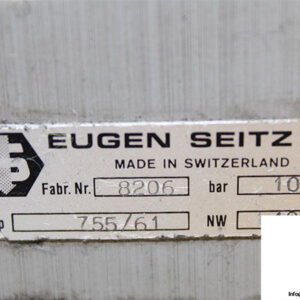 EUGEN SEITZ
MADE IN SWITZERLAND
Fabr. Nr. 8206 bar 10
755/61 NW